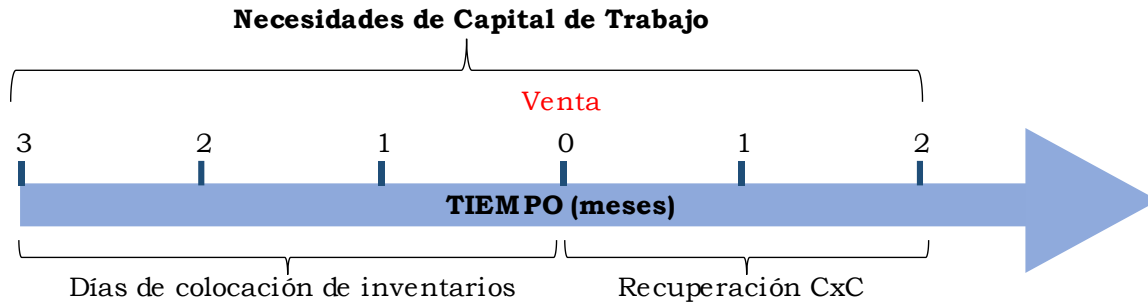 Necesidades de Capital de Trabajo
Venta
3 2 1 0 1 2
TIEMPO (meses)
Días de colocación de inventarios Recuperación CxC